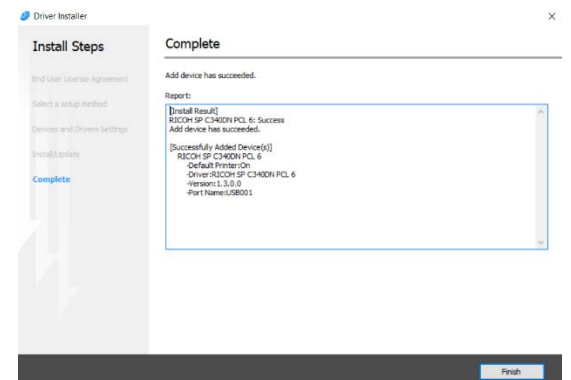 Driver Installer
Install Steps
End User License Agreement
Select a setup method
Devices and Drivers Settings
Install/Update
Complete
Complete
Add device has succeeded.
Report:
[Install Result]
RICOH SP C340DN PCL 6: Success
Add device has succeeded.
[Successfully Added Device(s)]
RICOH SP C340DN PCL 6
-Default Printer:On
-Driver:RICOH SP C340DN PCL 6
-Version:1.3.0.0
-Port Name:USB001
Finish